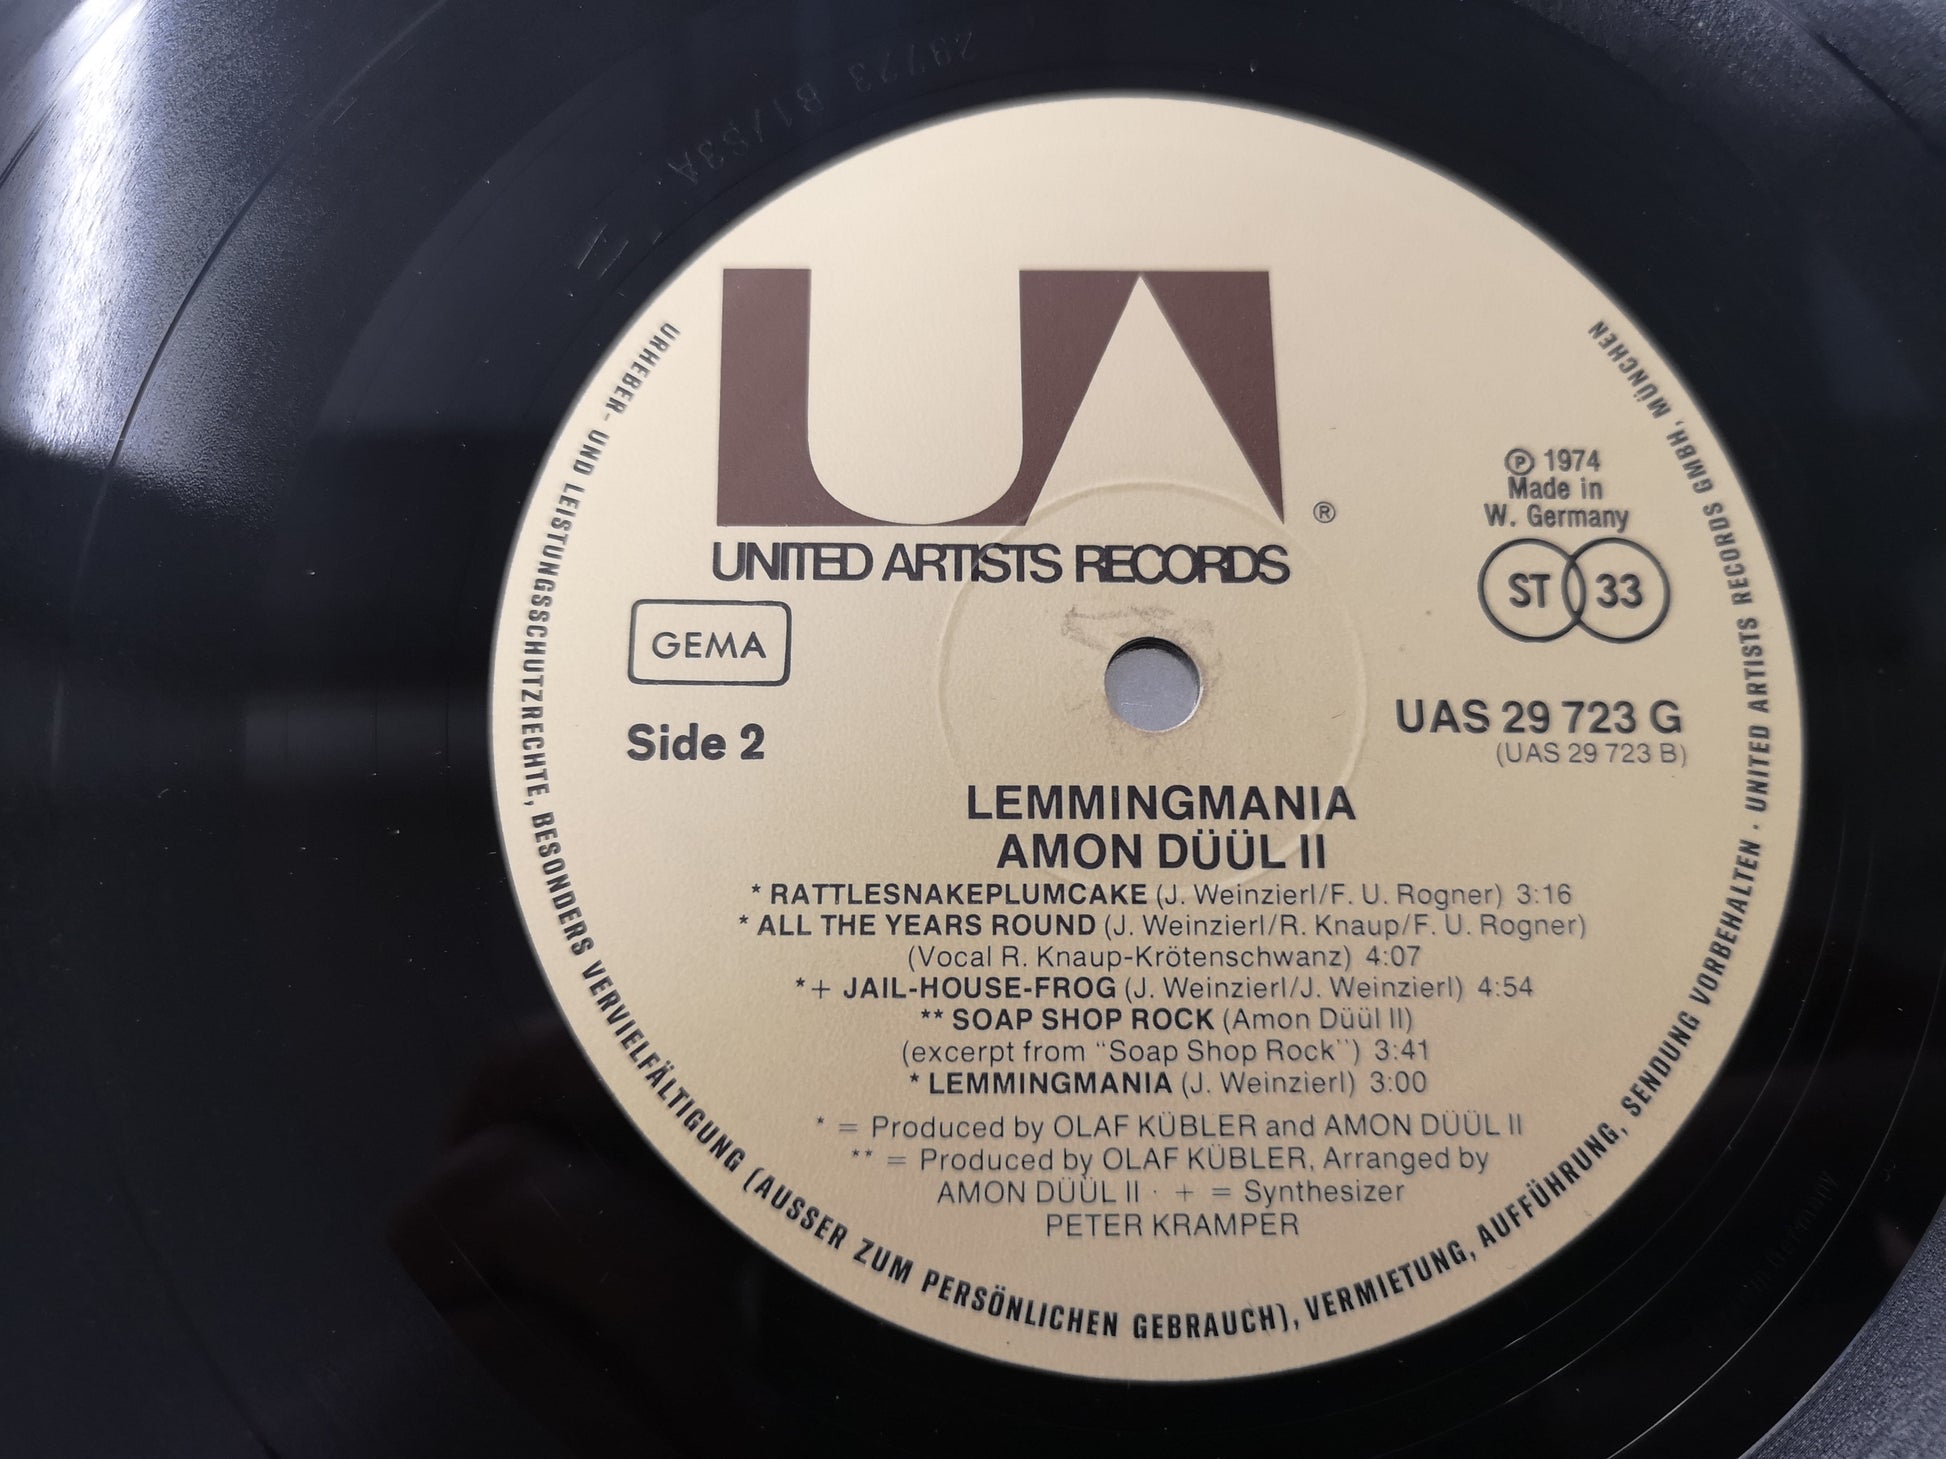 29723 B1/83A
UA
®
UNITED ARTISTS RECORDS
℗ 1974
Made in
W. Germany
ST 33
GEMA
Side 2
UAS 29 723 G
(UAS 29 723 B)
LEMMINGMANIA
AMON DÜÜL II
* RATTLESNAKEPLUMCAKE (J. Weinzierl/F. U. Rogner) 3:16
* ALL THE YEARS ROUND (J. Weinzierl/R. Knaup/F. U. Rogner)
(Vocal R. Knaup-Krötenschwanz) 4:07
*+ JAIL-HOUSE-FROG (J. Weinzierl/J. Weinzierl) 4:54
** SOAP SHOP ROCK (Amon Düül II)
(excerpt from "Soap Shop Rock") 3:41
* LEMMINGMANIA (J. Weinzierl) 3:00
* = Produced by OLAF KÜBLER and AMON DÜÜL II
** = Produced by OLAF KÜBLER, Arranged by
AMON DÜÜL II · + = Synthesizer
PETER KRAMPER
URHEBER- UND LEISTUNGSSCHUTZRECHTE, BESONDERS VERVIELFÄLTIGUNG (AUSSER ZUM PERSÖNLICHEN GEBRAUCH), VERMIETUNG, AUFFÜHRUNG, SENDUNG VORBEHALTEN · UNITED ARTISTS RECORDS GMBH, MÜNCHEN